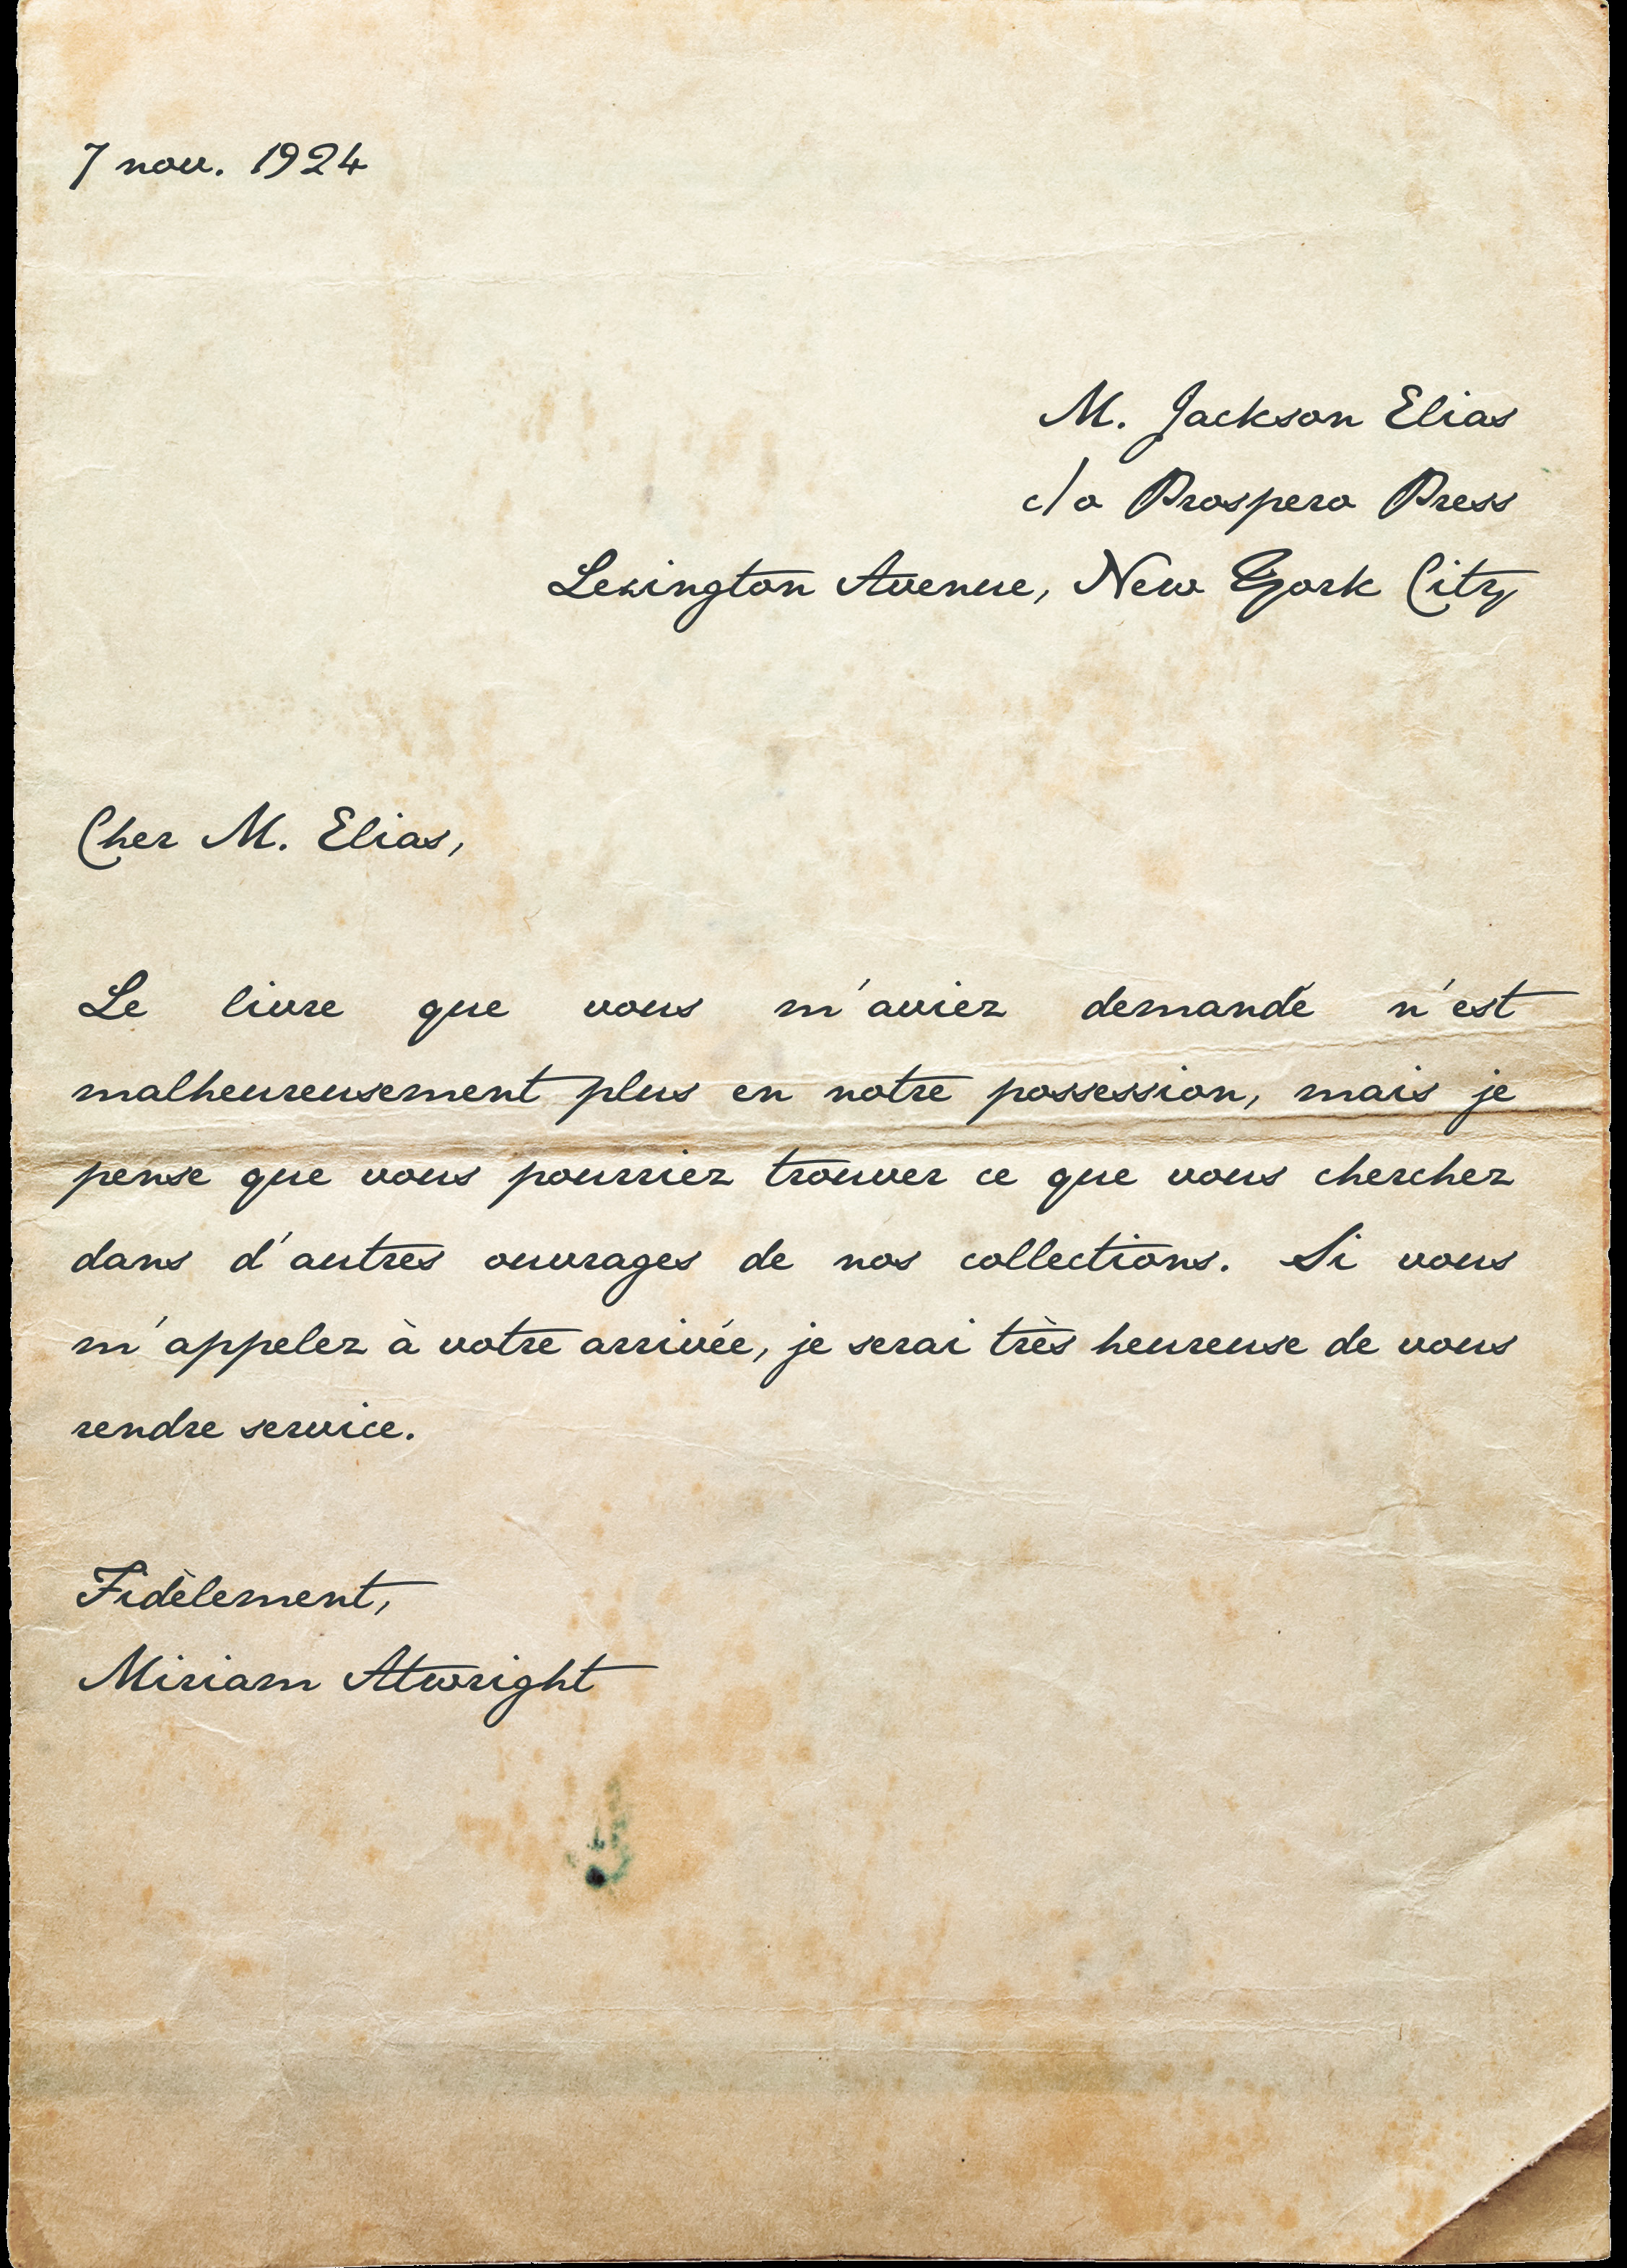 7 nov. 1924
M. Jackson Elias
c/o Prospero Press
Lexington Avenue, New York City
Cher M. Elias,
Le livre que vous m'aviez demandé n'est
malheureusement plus en notre possession, mais je
pense que vous pourriez trouver ce que vous cherchez
dans d'autres ouvrages de nos collections. Si vous
m'appelez à votre arrivée, je serai très heureuse de vous
rendre service.
Fidèlement,
Miriam Atwright